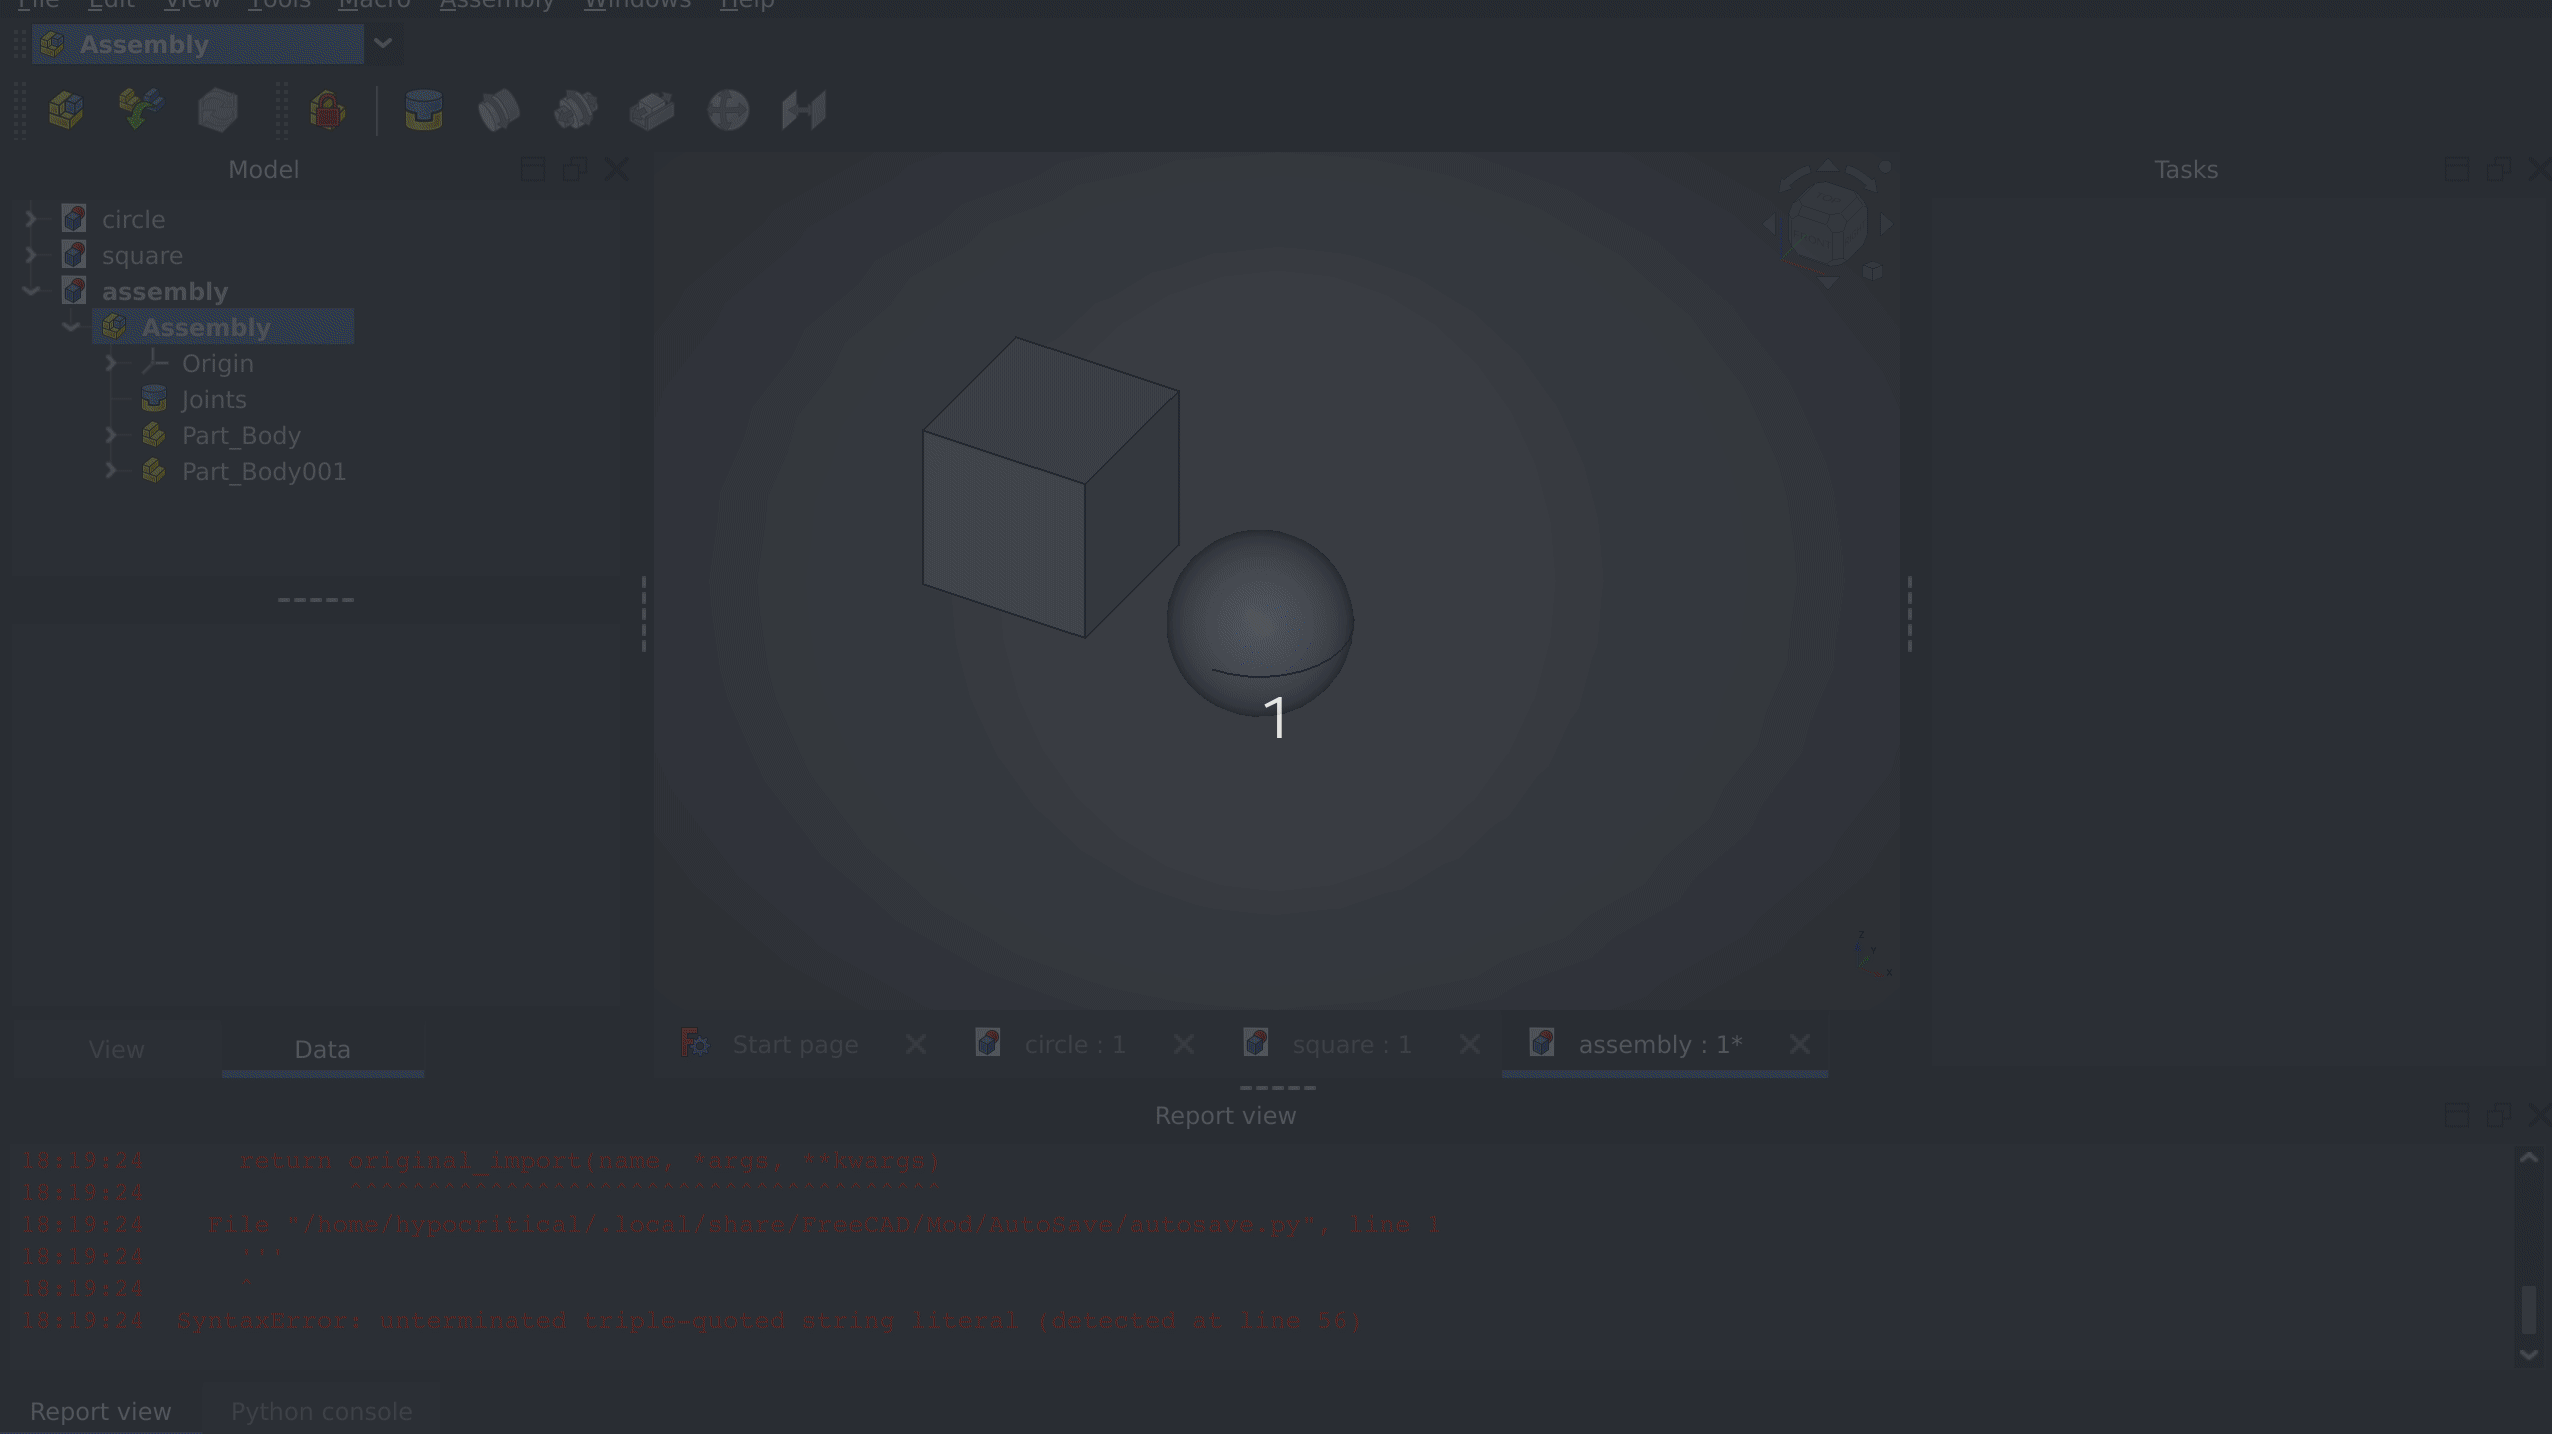 File Edit View Tools Macro Assembly Windows Help
Assembly
Model
Tasks
circle
square
assembly
Assembly
Origin
Joints
Part_Body
Part_Body001
TOP
1
Z
Y
X
View
Data
Start page
circle : 1
square : 1
assembly : 1*
Report view
18:19:24 return original_import(name, *args, **kwargs)
18:19:24 ^^^^^^^^^^^^^^^^^^^^^^^^^^^^^^^^^^^^^^
18:19:24 File "/home/hypocritical/.local/share/FreeCAD/Mod/AutoSave/autosave.py", line 1
18:19:24 '''
18:19:24 ^
18:19:24 SyntaxError: unterminated triple-quoted string literal (detected at line 56)
Report view
Python console